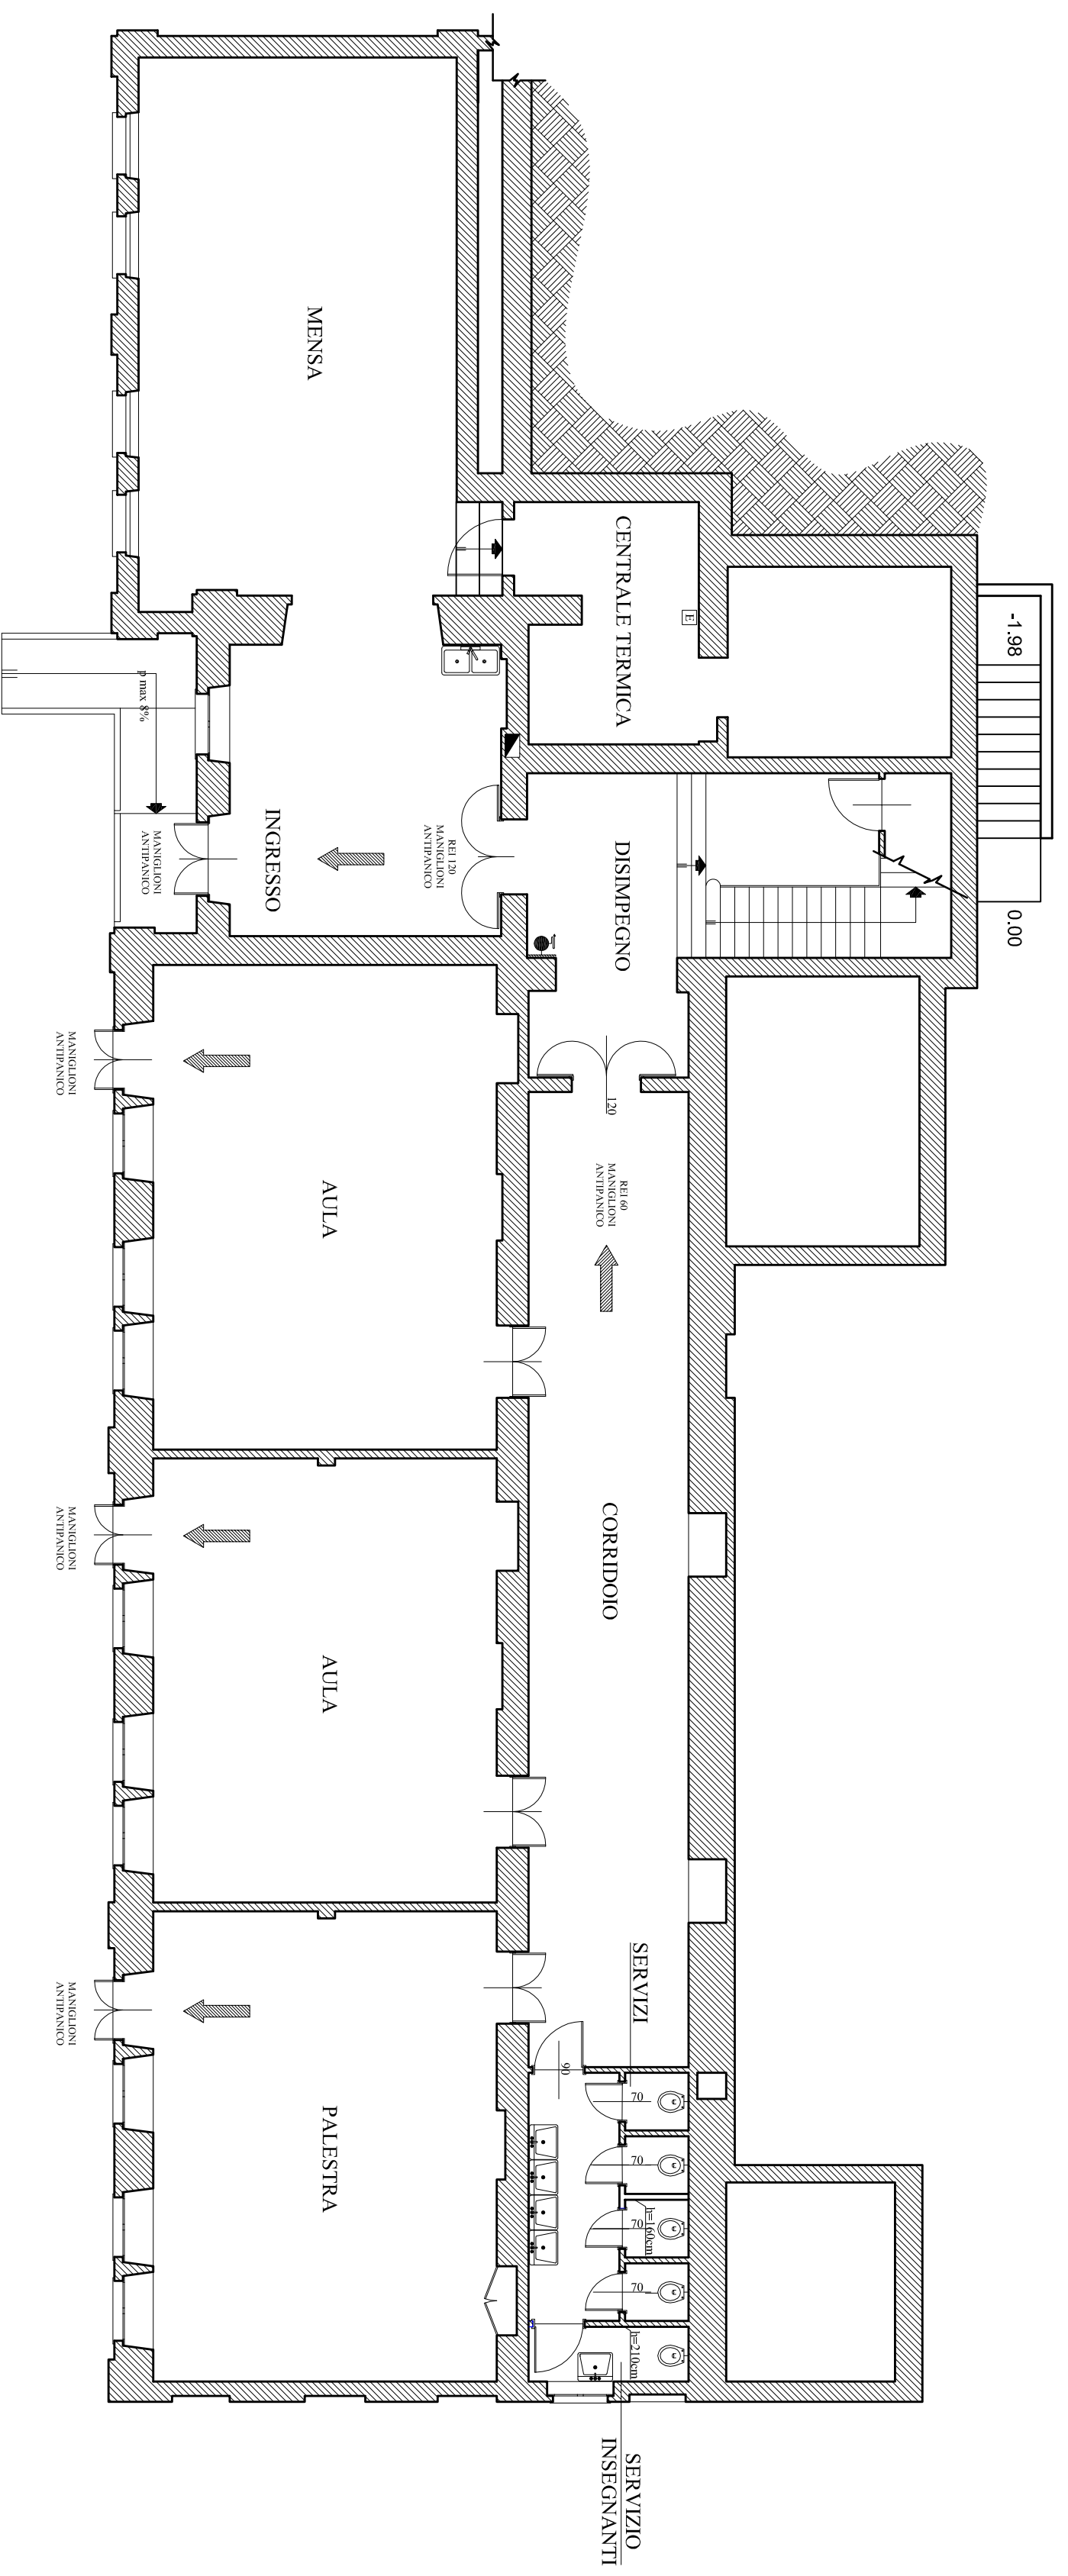 -1.98
0.00
MENSA
CENTRALE TERMICA
E
p max 8%
INGRESSO
MANIGLIONI
ANTIPANICO
REI 120
MANIGLIONI
ANTIPANICO
DISIMPEGNO
120
REI 60
MANIGLIONI
ANTIPANICO
MANIGLIONI
ANTIPANICO
AULA
CORRIDOIO
MANIGLIONI
ANTIPANICO
AULA
SERVIZI
90
70
70
70
h=160cm
70
h=210cm
MANIGLIONI
ANTIPANICO
PALESTRA
SERVIZIO
INSEGNANTI